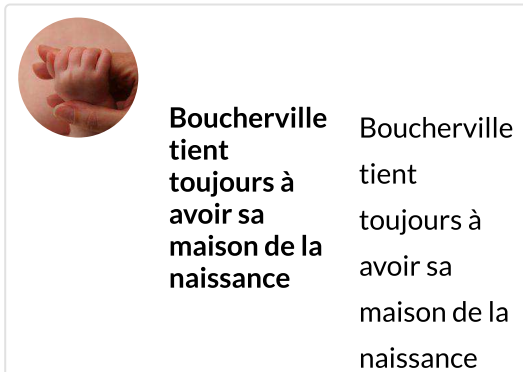 Boucherville
tient
toujours à
avoir sa
maison de la
naissance
Boucherville
tient
toujours à
avoir sa
maison de la
naissance